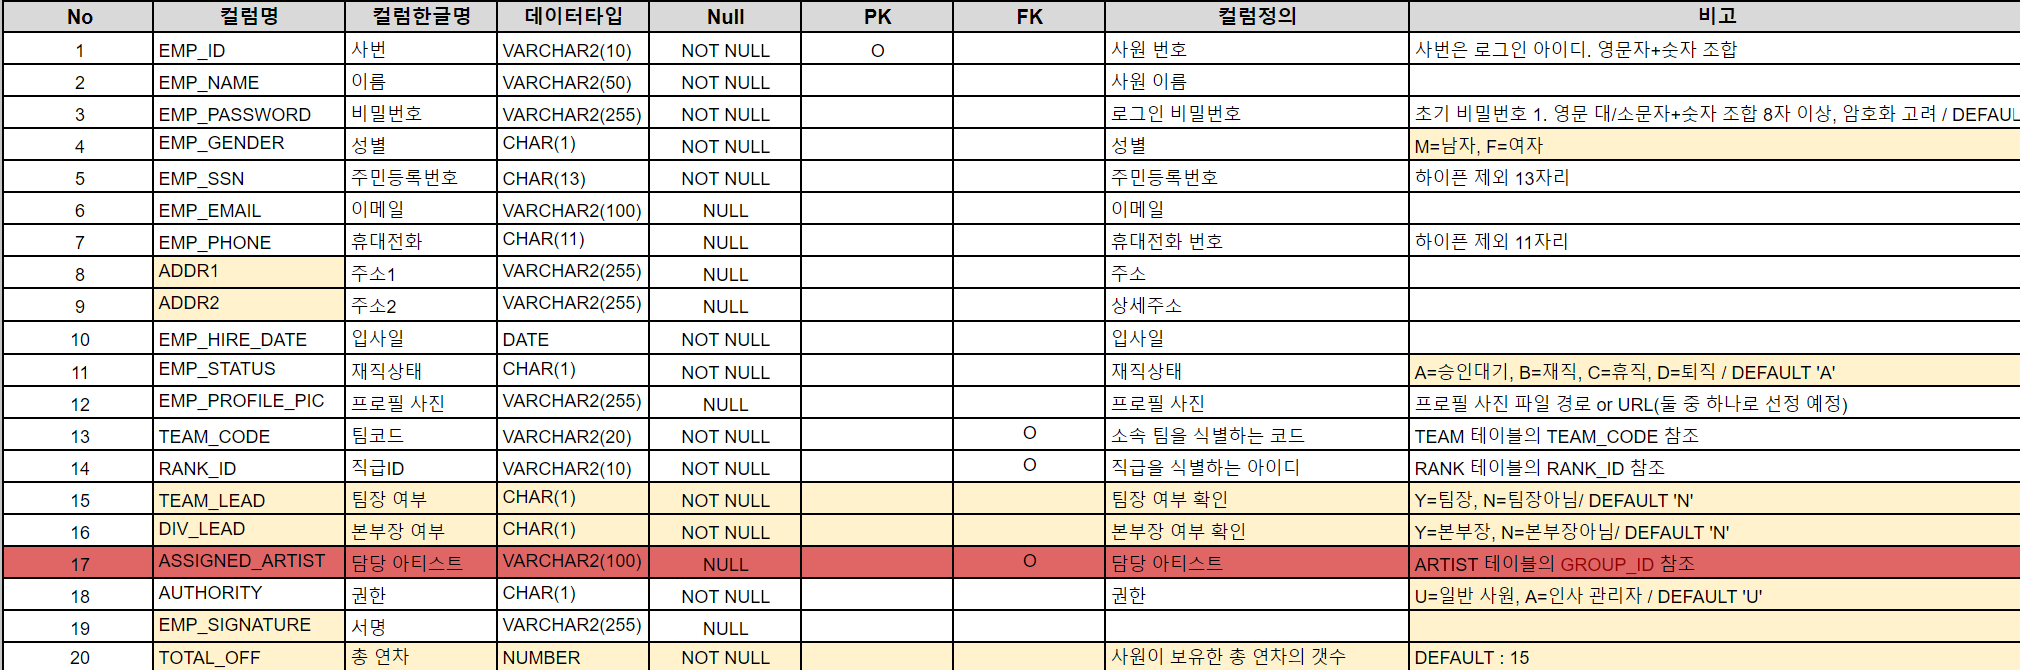 No 컬럼명 컬럼한글명 데이터타입 Null PK FK 컬럼정의 비고
1 EMP_ID 사번 VARCHAR2(10) NOT NULL O 사원 번호 사번은 로그인 아이디. 영문자+숫자 조합
2 EMP_NAME 이름 VARCHAR2(50) NOT NULL 사원 이름
3 EMP_PASSWORD 비밀번호 VARCHAR2(255) NOT NULL 로그인 비밀번호 초기 비밀번호 1. 영문 대/소문자+숫자 조합 8자 이상, 암호화 고려 / DEFAUL
4 EMP_GENDER 성별 CHAR(1) NOT NULL 성별 M=남자, F=여자
5 EMP_SSN 주민등록번호 CHAR(13) NOT NULL 주민등록번호 하이픈 제외 13자리
6 EMP_EMAIL 이메일 VARCHAR2(100) NULL 이메일
7 EMP_PHONE 휴대전화 CHAR(11) NULL 휴대전화 번호 하이픈 제외 11자리
8 ADDR1 주소1 VARCHAR2(255) NULL 주소
9 ADDR2 주소2 VARCHAR2(255) NULL 상세주소
10 EMP_HIRE_DATE 입사일 DATE NOT NULL 입사일
11 EMP_STATUS 재직상태 CHAR(1) NOT NULL 재직상태 A=승인대기, B=재직, C=휴직, D=퇴직 / DEFAULT 'A'
12 EMP_PROFILE_PIC 프로필 사진 VARCHAR2(255) NULL 프로필 사진 프로필 사진 파일 경로 or URL(둘 중 하나로 선정 예정)
13 TEAM_CODE 팀코드 VARCHAR2(20) NOT NULL O 소속 팀을 식별하는 코드 TEAM 테이블의 TEAM_CODE 참조
14 RANK_ID 직급ID VARCHAR2(10) NOT NULL O 직급을 식별하는 아이디 RANK 테이블의 RANK_ID 참조
15 TEAM_LEAD 팀장 여부 CHAR(1) NOT NULL 팀장 여부 확인 Y=팀장, N=팀장아님/ DEFAULT 'N'
16 DIV_LEAD 본부장 여부 CHAR(1) NOT NULL 본부장 여부 확인 Y=본부장, N=본부장아님/ DEFAULT 'N'
17 ASSIGNED_ARTIST 담당 아티스트 VARCHAR2(100) NULL O 담당 아티스트 ARTIST 테이블의 GROUP_ID 참조
18 AUTHORITY 권한 CHAR(1) NOT NULL 권한 U=일반 사원, A=인사 관리자 / DEFAULT 'U'
19 EMP_SIGNATURE 서명 VARCHAR2(255) NULL
20 TOTAL_OFF 총 연차 NUMBER NOT NULL 사원이 보유한 총 연차의 갯수 DEFAULT : 15